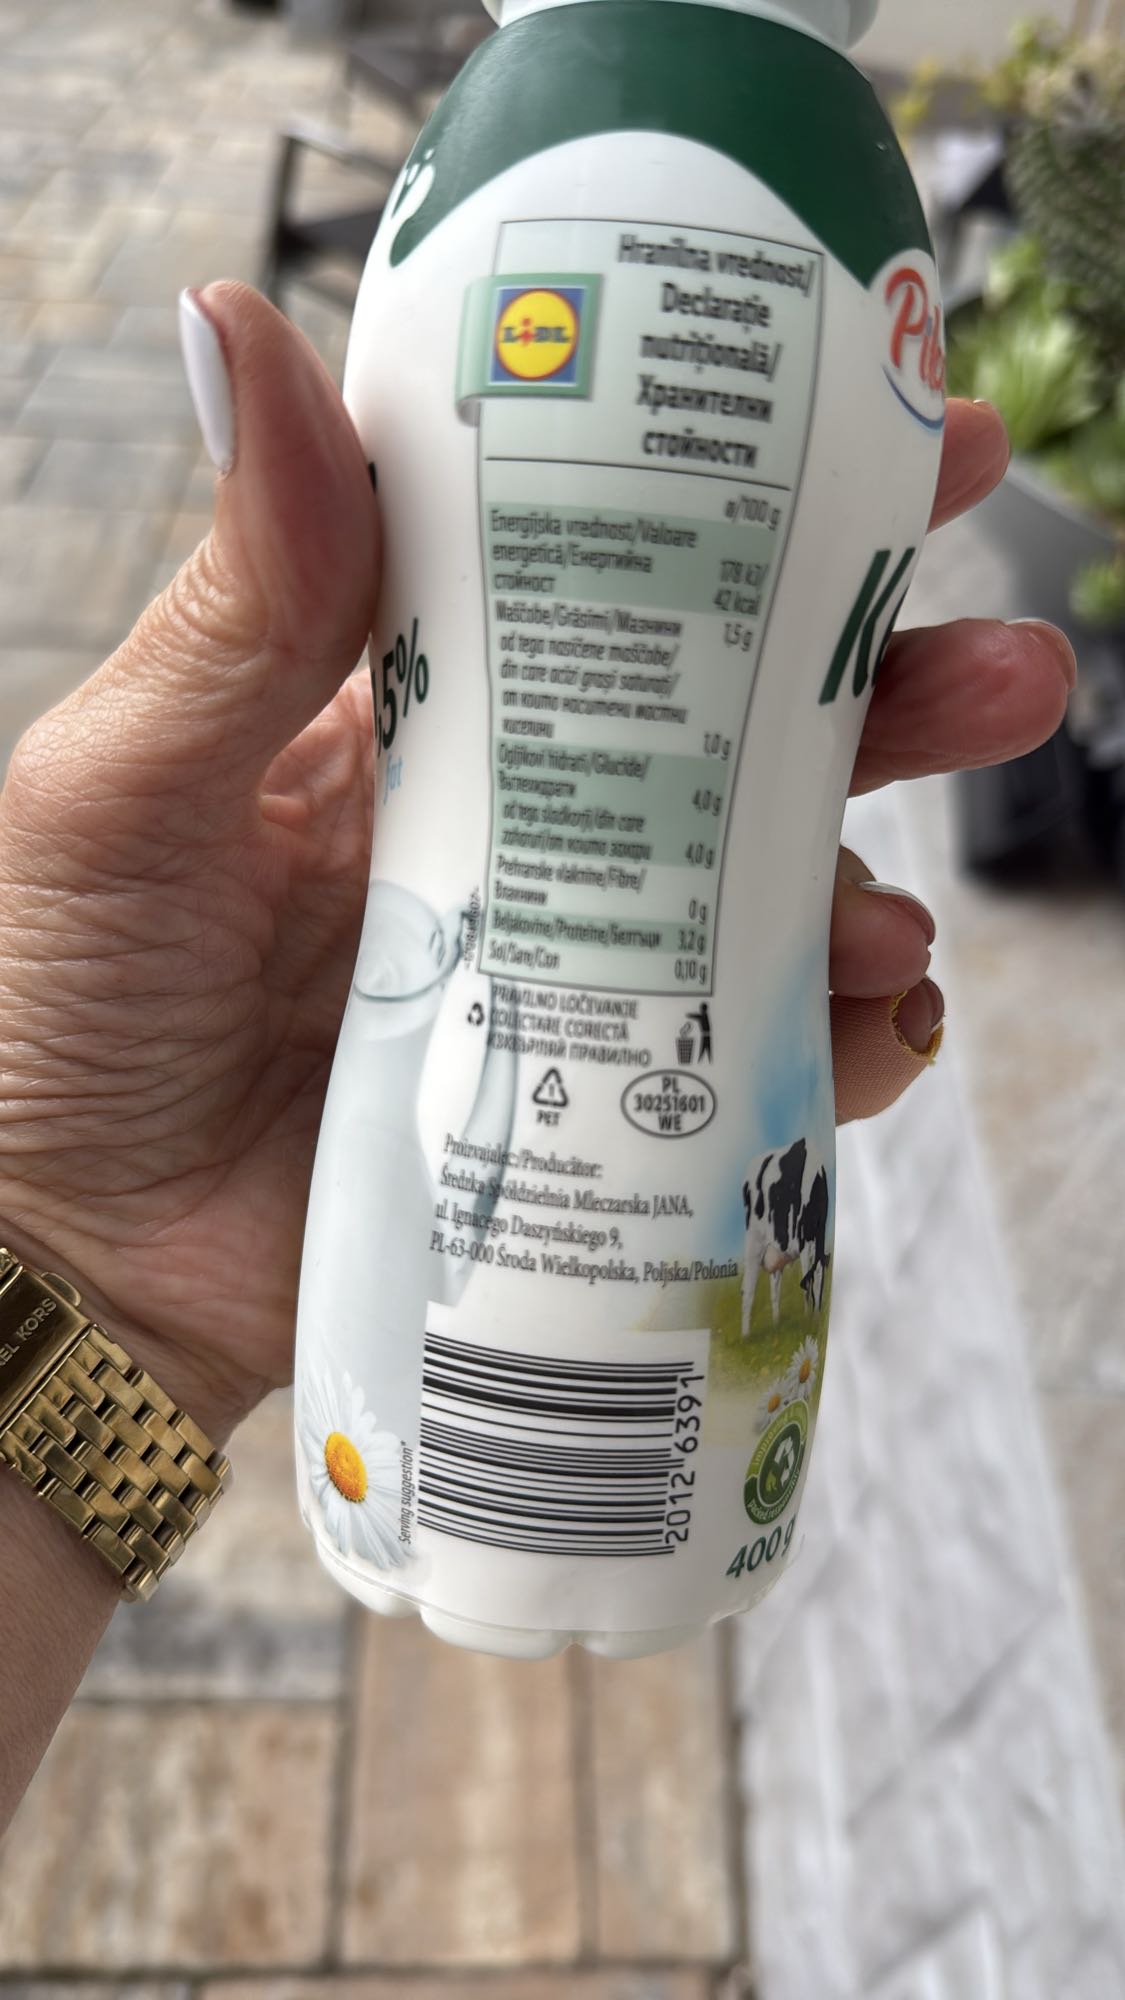 LIDL
Hranilna vrednost/
Declarație
nutrițională/
Хранителни
стойности
ø/100 g
Energijska vrednost/Valoare
energetică/Енергийна
стойност
178 kJ/
42 kcal
Maščobe/Grăsimi/Мазнини
1,5 g
od tega nasičene maščobe/
din care acizi grași saturați/
от които наситени мастни
киселини
1,0 g
Ogljikovi hidrati/Glucide/
Въглехидрати
4,0 g
od tega sladkorji/din care
zaharuri/от които захари
4,0 g
Prehranske vlaknine/Fibre/
Влакнини
0 g
Beljakovine/Proteine/Белтъци 3,2 g
Sol/Sare/Сол
0,10 g
PRAVILNO LOČEVANJE
COLECTARE CORECTĂ
ИЗХВЪРЛЯЙ ПРАВИЛНО
1
PET
PL
30251601
WE
Proizvajalec/Producător:
Średzka Spółdzielnia Mleczarska JANA,
ul. Ignacego Daszyńskiego 9,
PL-63-000 Środa Wielkopolska, Poljska/Polonia
2012 6391
Serving suggestion*
400 g
5%
fat
Pil
K
EL KORS